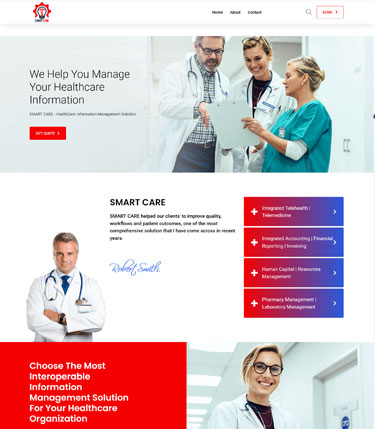 SMART CARE
Home
About
Contact
We Help You Manage
Your Healthcare
Information
SMART CARE - Healthcare Information Management Solution
GET QUOTE
SMART CARE
SMART CARE helped our clients' to improve quality,
workflows and patient outcomes, one of the most
comprehensive solution that I have come across in recent
years.
Robert Smith.
Integrated Telehealth |
Telemedicine
Integrated Accounting | Financial
Reporting | Invoicing
Human Capital | Resources
Management
Pharmacy Management |
Laboratory Management
Choose The Most
Interoperable
Information
Management Solution
For Your Healthcare
Organization